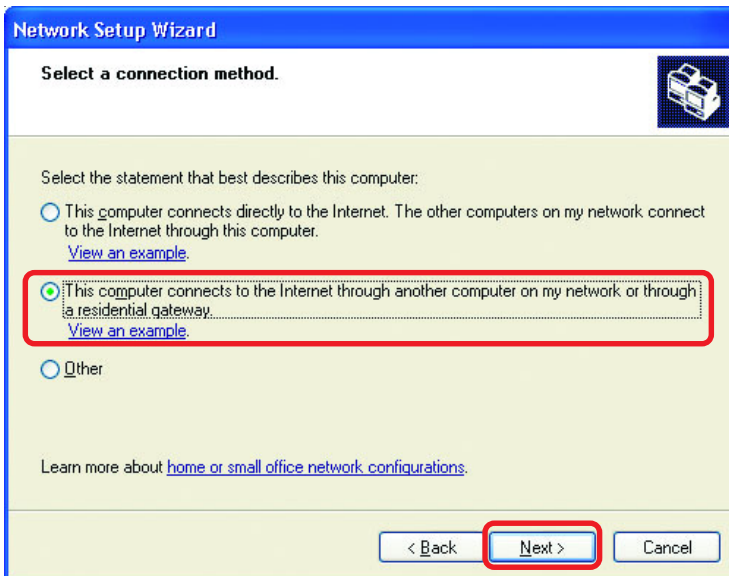 Network Setup Wizard
Select a connection method.
Select the statement that best describes this computer:
This computer connects directly to the Internet. The other computers on my network connect
to the Internet through this computer.
View an example.
This computer connects to the Internet through another computer on my network or through
a residential gateway.
View an example.
Other
Learn more about home or small office network configurations.
< Back
Next >
Cancel